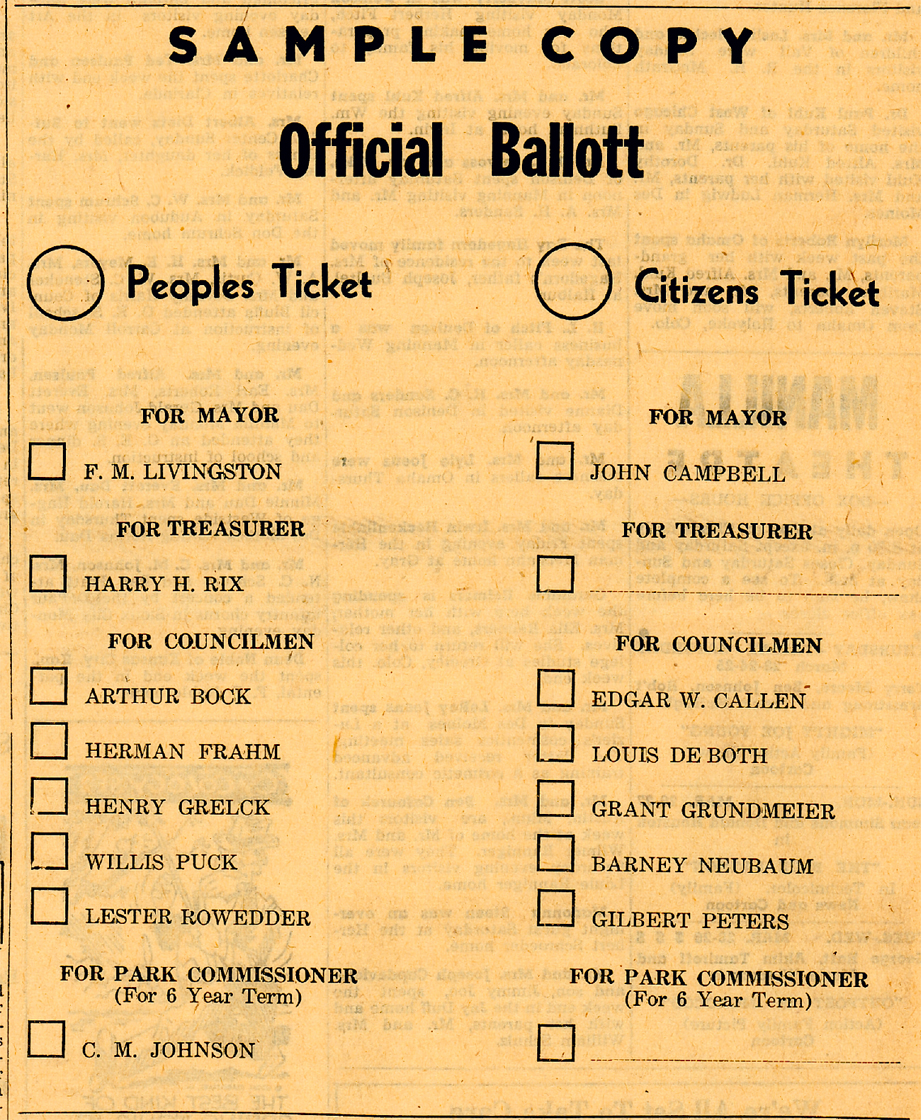 SAMPLE COPY
Official Ballott
Peoples Ticket
FOR MAYOR
F. M. LIVINGSTON
FOR TREASURER
HARRY H. RIX
FOR COUNCILMEN
ARTHUR BOCK
HERMAN FRAHM
HENRY GRELCK
WILLIS PUCK
LESTER ROWEDDER
FOR PARK COMMISSIONER
(For 6 Year Term)
C. M. JOHNSON
Citizens Ticket
FOR MAYOR
JOHN CAMPBELL
FOR TREASURER
FOR COUNCILMEN
EDGAR W. CALLEN
LOUIS DE BOTH
GRANT GRUNDMEIER
BARNEY NEUBAUM
GILBERT PETERS
FOR PARK COMMISSIONER
(For 6 Year Term)